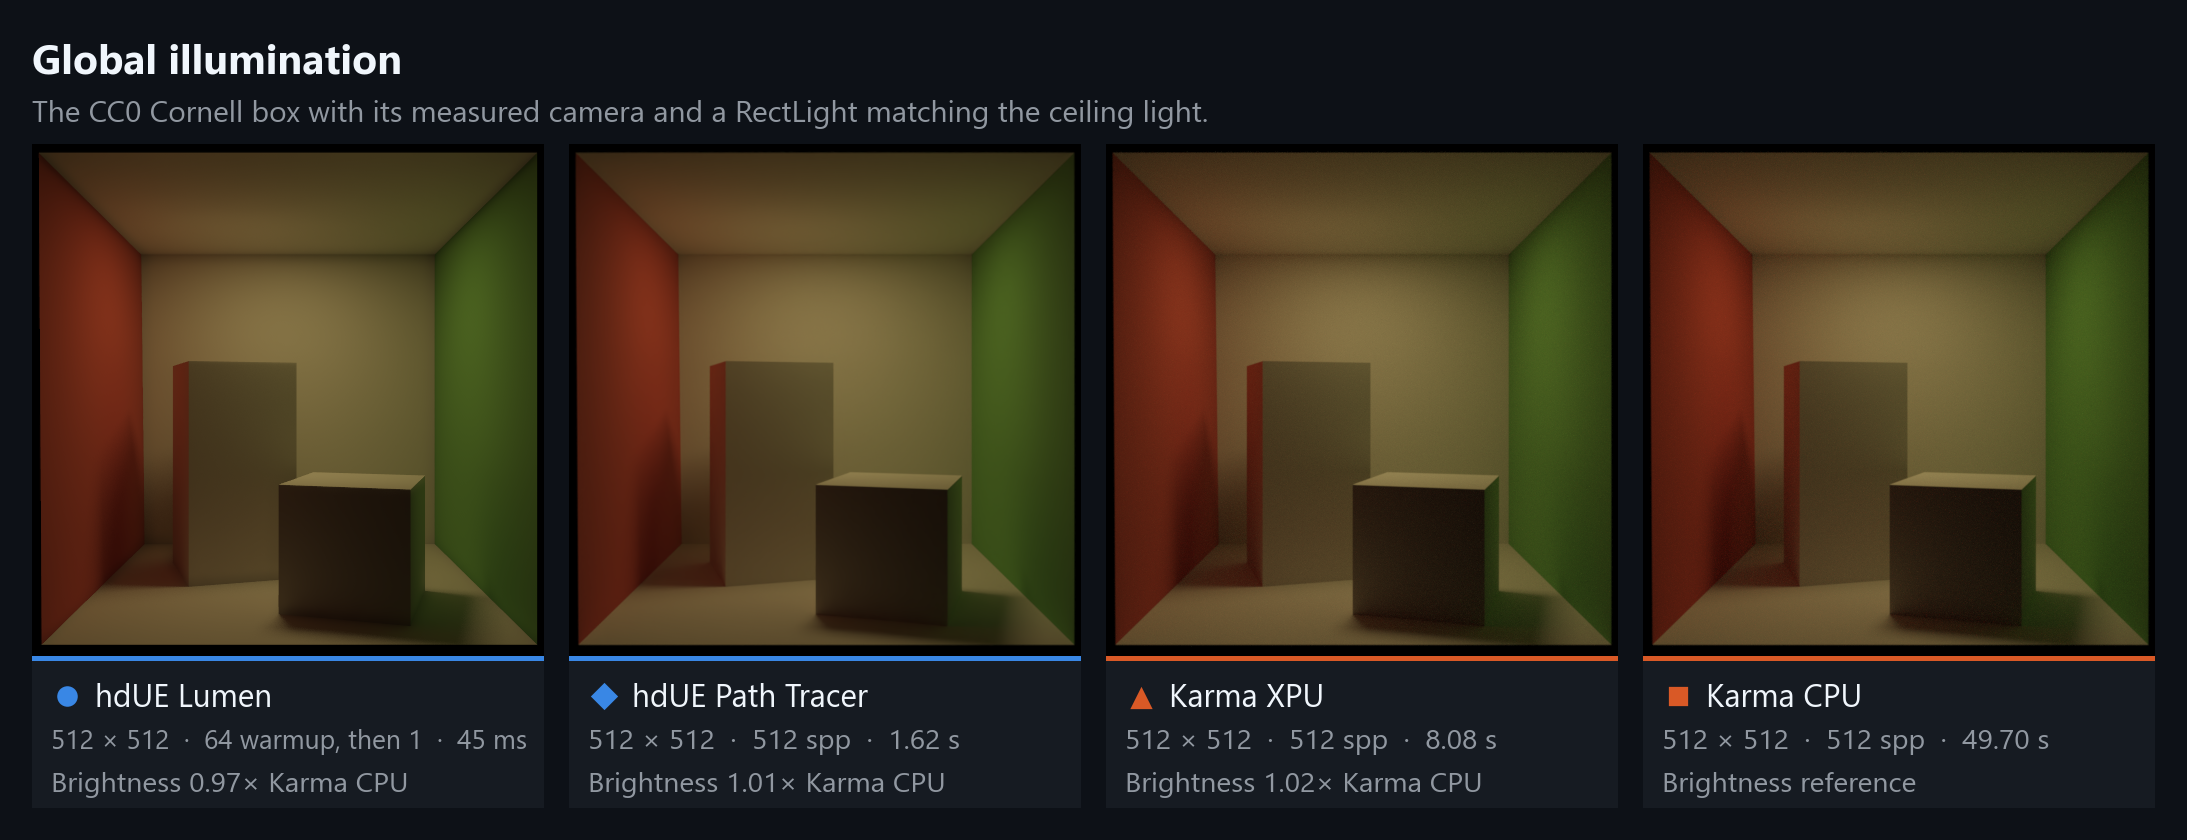 Global illumination
The CC0 Cornell box with its measured camera and a RectLight matching the ceiling light.
hdUE Lumen
512 × 512 · 64 warmup, then 1 · 45 ms
Brightness 0.97× Karma CPU
hdUE Path Tracer
512 × 512 · 512 spp · 1.62 s
Brightness 1.01× Karma CPU
Karma XPU
512 × 512 · 512 spp · 8.08 s
Brightness 1.02× Karma CPU
Karma CPU
512 × 512 · 512 spp · 49.70 s
Brightness reference